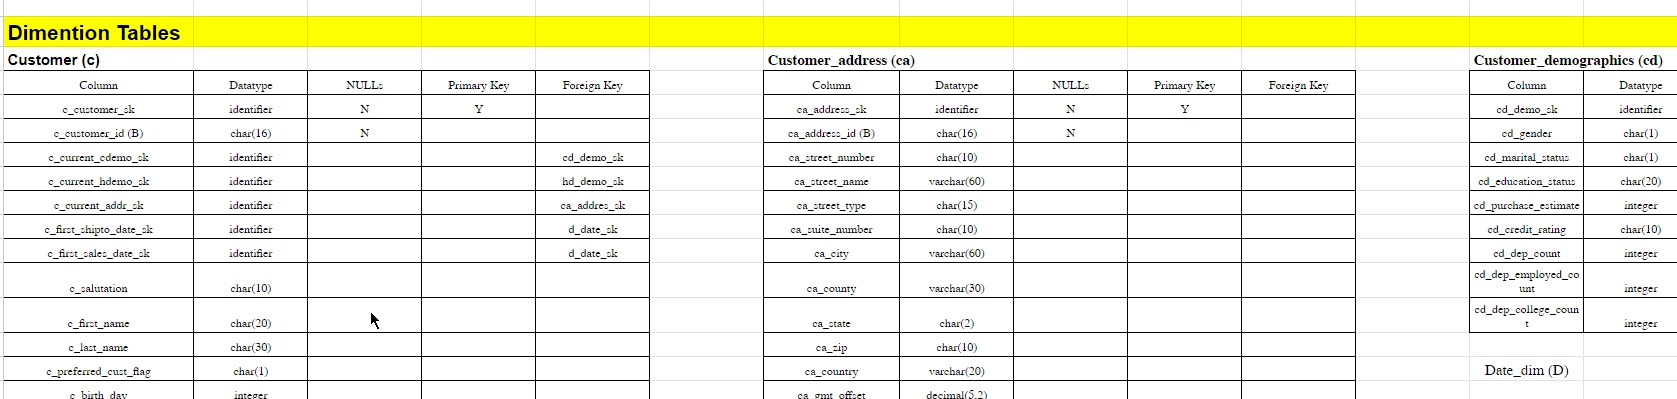 Dimention Tables
Customer (c)
Column Datatype NULLs Primary Key Foreign Key
c_customer_sk identifier N Y
c_customer_id (B) char(16) N
c_current_cdemo_sk identifier cd_demo_sk
c_current_hdemo_sk identifier hd_demo_sk
c_current_addr_sk identifier ca_addres_sk
c_first_shipto_date_sk identifier d_date_sk
c_first_sales_date_sk identifier d_date_sk
c_salutation char(10)
c_first_name char(20)
c_last_name char(30)
c_preferred_cust_flag char(1)
c_birth_day integer
Customer_address (ca)
Column Datatype NULLs Primary Key Foreign Key
ca_address_sk identifier N Y
ca_address_id (B) char(16) N
ca_street_number char(10)
ca_street_name varchar(60)
ca_street_type char(15)
ca_suite_number char(10)
ca_city varchar(60)
ca_county varchar(30)
ca_state char(2)
ca_zip char(10)
ca_country varchar(20)
ca_gmt_offset decimal(5,2)
Customer_demographics (cd)
Column Datatype
cd_demo_sk identifier
cd_gender char(1)
cd_marital_status char(1)
cd_education_status char(20)
cd_purchase_estimate integer
cd_credit_rating char(10)
cd_dep_count integer
cd_dep_employed_co
unt integer
cd_dep_college_coun
t integer
Date_dim (D)